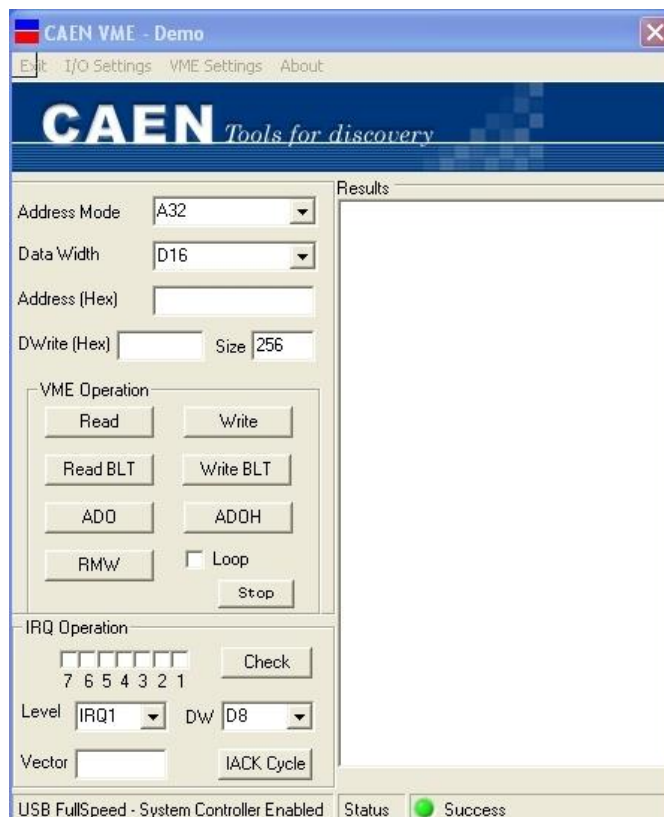 CAEN VME - Demo
Exit I/O Settings VME Settings About
CAEN Tools for discovery
Results
Address Mode A32
Data Width D16
Address (Hex)
DWrite (Hex) Size 256
VME Operation
Read Write
Read BLT Write BLT
ADO ADOH
RMW Loop
Stop
IRQ Operation
Check
7 6 5 4 3 2 1
Level IRQ1 DW D8
Vector IACK Cycle
USB FullSpeed - System Controller Enabled Status Success